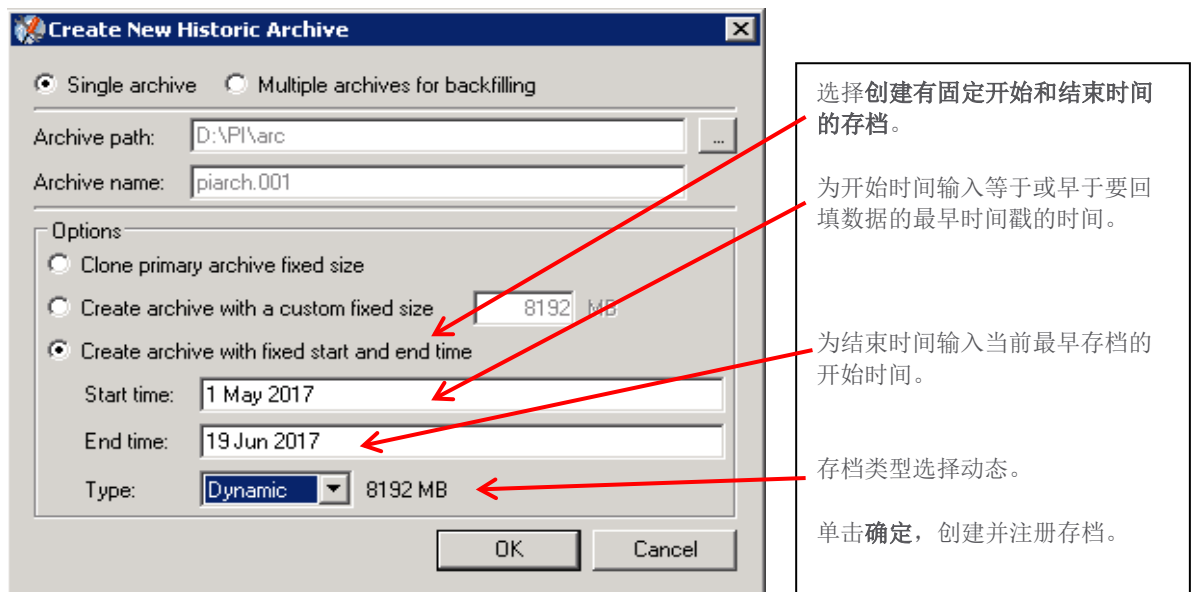 Create New Historic Archive
Single archive Multiple archives for backfilling
Archive path: D:\PI\arc ...
Archive name: piarch.001
Options
Clone primary archive fixed size
Create archive with a custom fixed size 8192 MB
Create archive with fixed start and end time
Start time: 1 May 2017
End time: 19 Jun 2017
Type: Dynamic 8192 MB
OK Cancel
选择创建有固定开始和结束时间
的存档。
为开始时间输入等于或早于要回
填数据的最早时间戳的时间。
为结束时间输入当前最早存档的
开始时间。
存档类型选择动态。
单击确定，创建并注册存档。